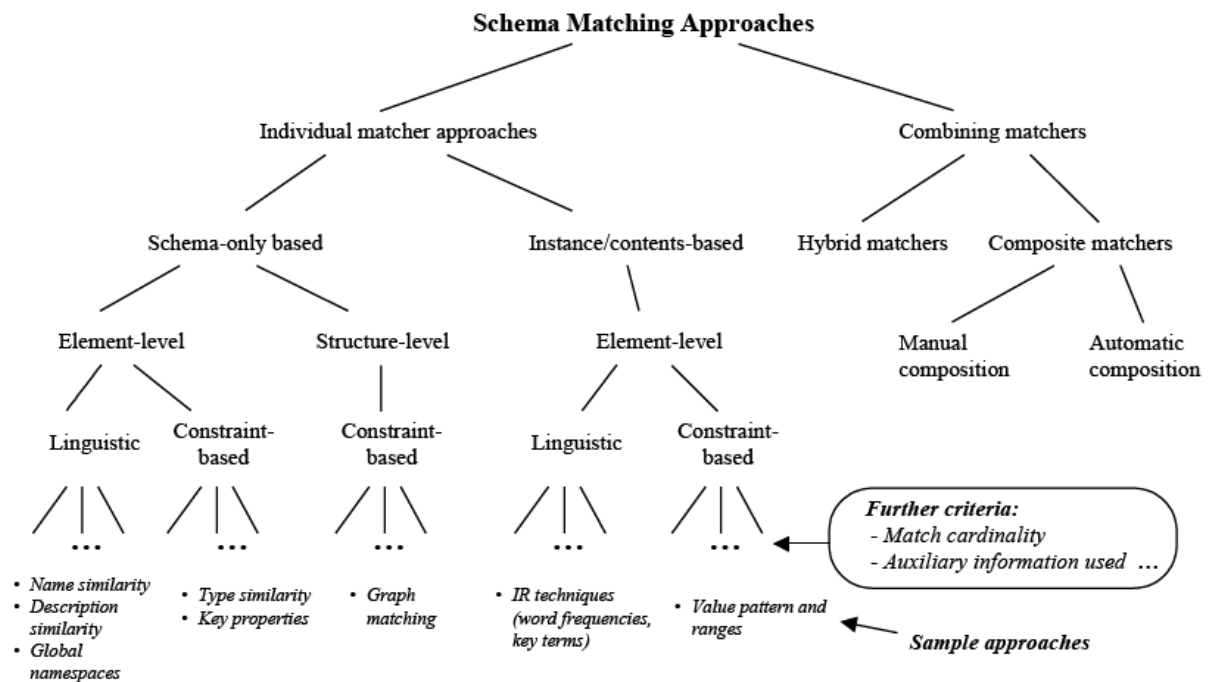 Schema Matching Approaches
Individual matcher approaches
Combining matchers
Schema-only based
Instance/contents-based
Hybrid matchers
Composite matchers
Element-level
Structure-level
Element-level
Manual
composition
Automatic
composition
Linguistic
Constraint-
based
Constraint-
based
Linguistic
Constraint-
based
Further criteria:
- Match cardinality
- Auxiliary information used ...
...
...
...
...
...
• Name similarity
• Description
similarity
• Global
namespaces
• Type similarity
• Key properties
• Graph
matching
• IR techniques
(word frequencies,
key terms)
• Value pattern and
ranges
Sample approaches